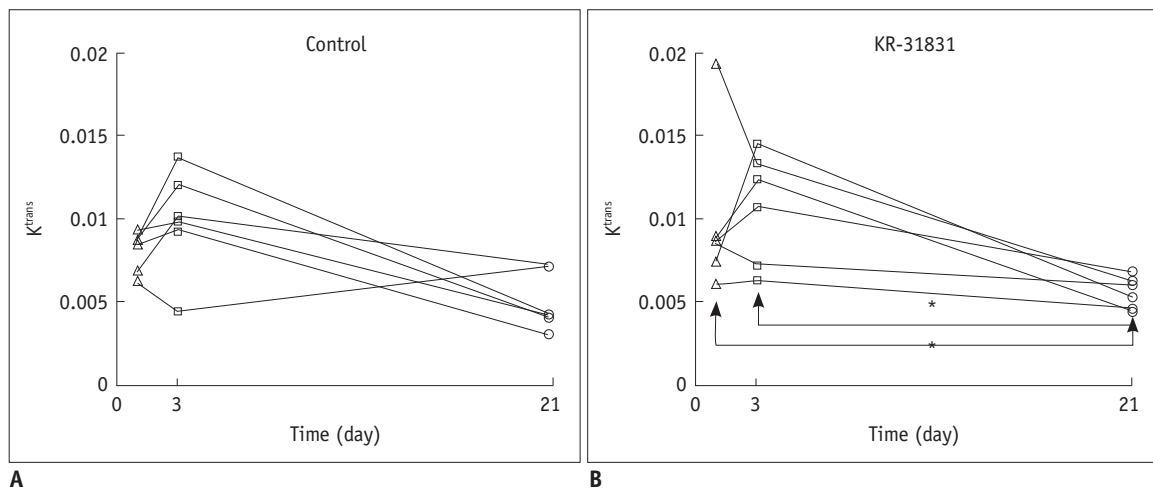 Control
0.02
0.015
0.01
0.005
0
0 3 21
K^trans
Time (day)
A
KR-31831
0.02
0.015
0.01
0.005
0
0 3 21
K^trans
Time (day)
*
*
B